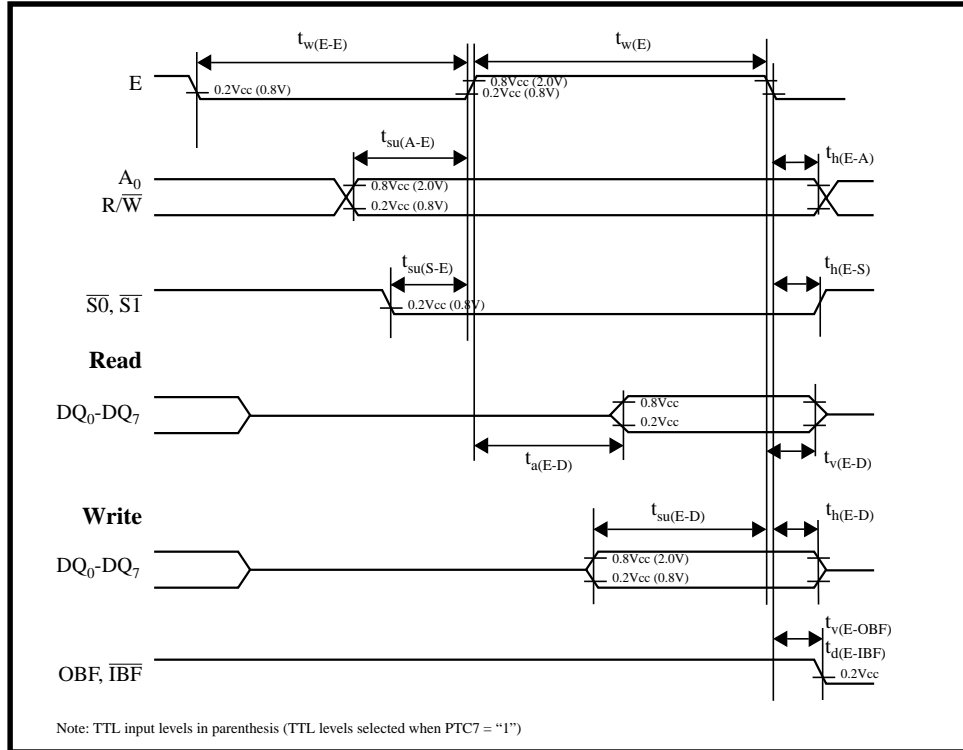 tw(E-E)
tw(E)
E
0.2Vcc (0.8V)
0.8Vcc (2.0V)
0.2Vcc (0.8V)
tsu(A-E)
th(E-A)
A0
R/W̅
0.8Vcc (2.0V)
0.2Vcc (0.8V)
tsu(S-E)
th(E-S)
S̅0̅, S̅1̅
0.2Vcc (0.8V)
Read
DQ0-DQ7
0.8Vcc
0.2Vcc
ta(E-D)
tv(E-D)
Write
tsu(E-D)
th(E-D)
DQ0-DQ7
0.8Vcc (2.0V)
0.2Vcc (0.8V)
tv(E-OBF)
td(E-IBF)
OBF, I̅B̅F̅
0.2Vcc
Note: TTL input levels in parenthesis (TTL levels selected when PTC7 = “1”)